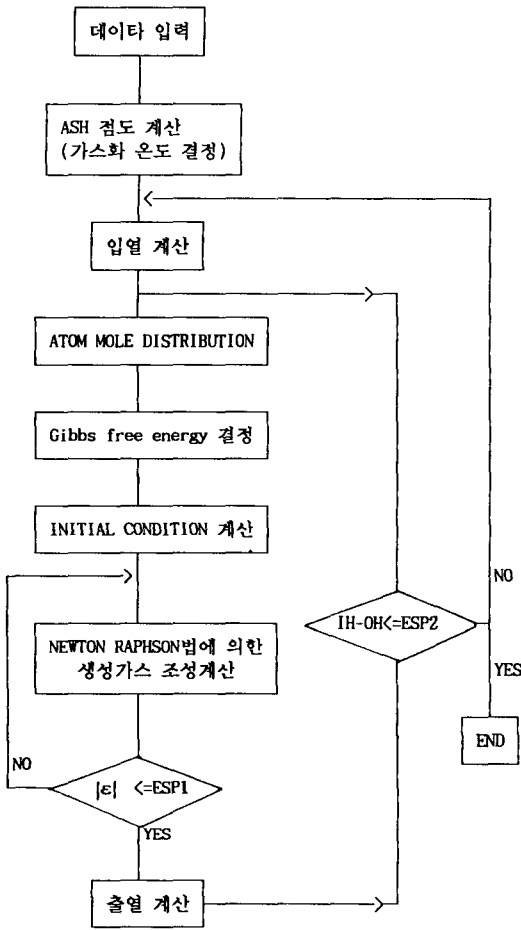 데이타 입력
ASH 점도 계산
(가스화 온도 결정)
입열 계산
ATOM MOLE DISTRIBUTION
Gibbs free energy 결정
INITIAL CONDITION 계산
NEWTON RAPHSON법에 의한
생성가스 조성계산
NO
|ε| <=ESP1
YES
출열 계산
IH-OH<=ESP2
NO
YES
END